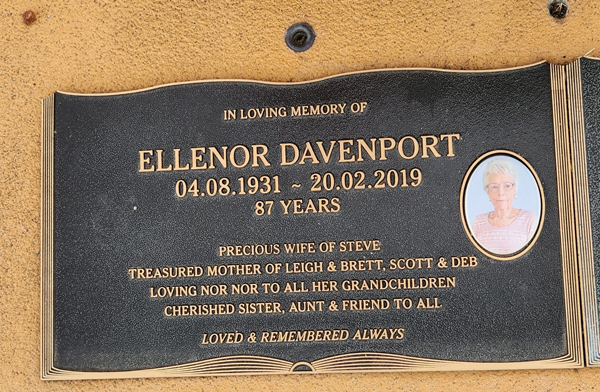 IN LOVING MEMORY OF
ELLENOR DAVENPORT
04.08.1931 ~ 20.02.2019
87 YEARS
PRECIOUS WIFE OF STEVE
TREASURED MOTHER OF LEIGH & BRETT, SCOTT & DEB
LOVING NOR NOR TO ALL HER GRANDCHILDREN
CHERISHED SISTER, AUNT & FRIEND TO ALL
LOVED & REMEMBERED ALWAYS